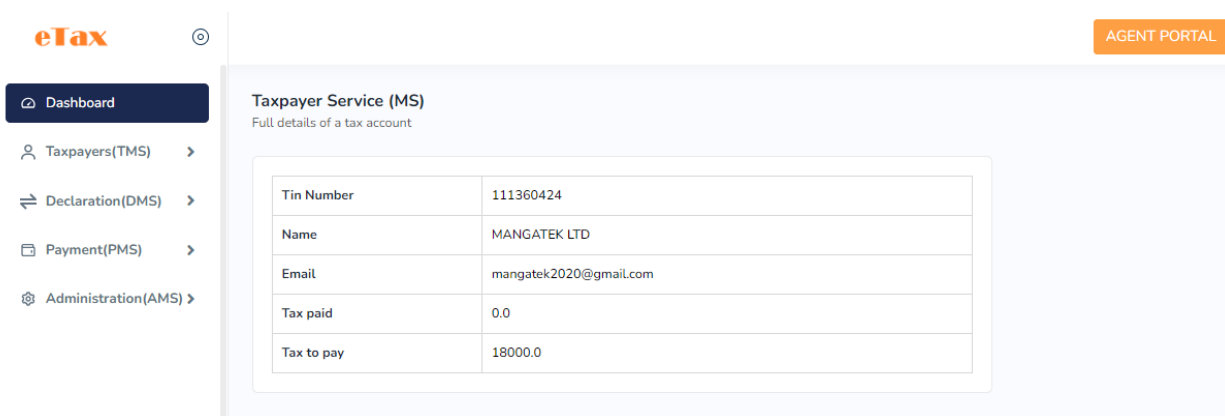 eTax
AGENT PORTAL
Dashboard
Taxpayers(TMS)
Declaration(DMS)
Payment(PMS)
Administration(AMS)
Taxpayer Service (MS)
Full details of a tax account
Tin Number 111360424
Name MANGATEK LTD
Email mangatek2020@gmail.com
Tax paid 0.0
Tax to pay 18000.0